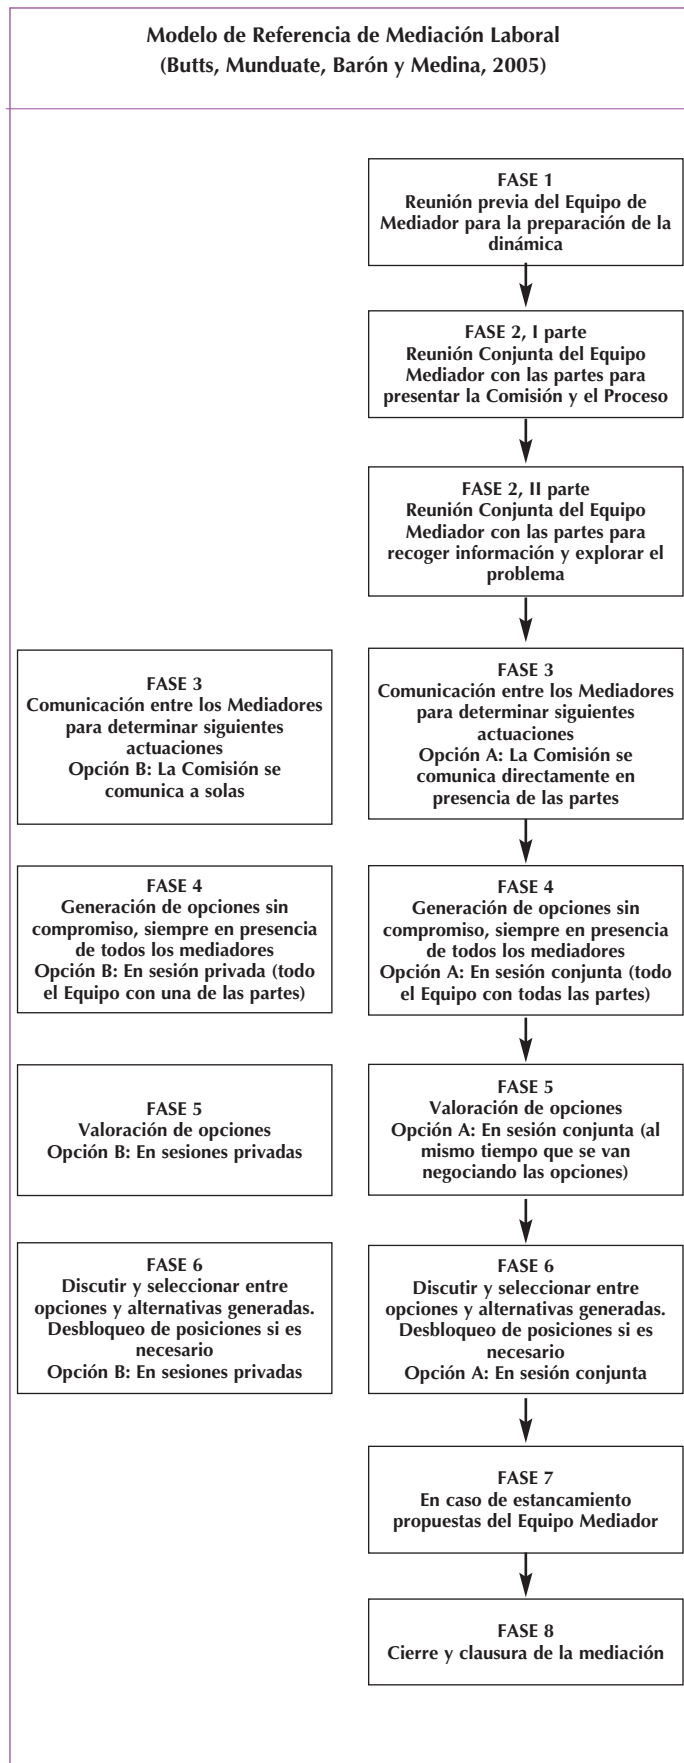 Modelo de Referencia de Mediación Laboral
(Butts, Munduate, Barón y Medina, 2005)
FASE 1
Reunión previa del Equipo de
Mediador para la preparación de la
dinámica
FASE 2, I parte
Reunión Conjunta del Equipo
Mediador con las partes para
presentar la Comisión y el Proceso
FASE 2, II parte
Reunión Conjunta del Equipo
Mediador con las partes para
recoger información y explorar el
problema
FASE 3
Comunicación entre los Mediadores
para determinar siguientes
actuaciones
Opción B: La Comisión se
comunica a solas
FASE 3
Comunicación entre los Mediadores
para determinar siguientes
actuaciones
Opción A: La Comisión se
comunica directamente en
presencia de las partes
FASE 4
Generación de opciones sin
compromiso, siempre en presencia
de todos los mediadores
Opción B: En sesión privada (todo
el Equipo con una de las partes)
FASE 4
Generación de opciones sin
compromiso, siempre en presencia
de todos los mediadores
Opción A: En sesión conjunta (todo
el Equipo con todas las partes)
FASE 5
Valoración de opciones
Opción B: En sesiones privadas
FASE 5
Valoración de opciones
Opción A: En sesión conjunta (al
mismo tiempo que se van
negociando las opciones)
FASE 6
Discutir y seleccionar entre
opciones y alternativas generadas.
Desbloqueo de posiciones si es
necesario
Opción B: En sesiones privadas
FASE 6
Discutir y seleccionar entre
opciones y alternativas generadas.
Desbloqueo de posiciones si es
necesario
Opción A: En sesión conjunta
FASE 7
En caso de estancamiento
propuestas del Equipo Mediador
FASE 8
Cierre y clausura de la mediación